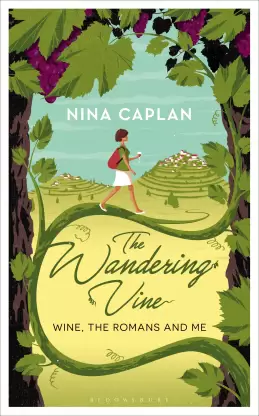 NINA CAPLAN
The
Wandering
Vine
WINE, THE ROMANS AND ME
BLOOMSBURY